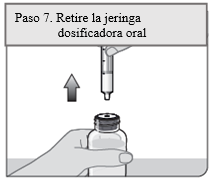 Paso 7. Retire la jeringa
dosificadora oral